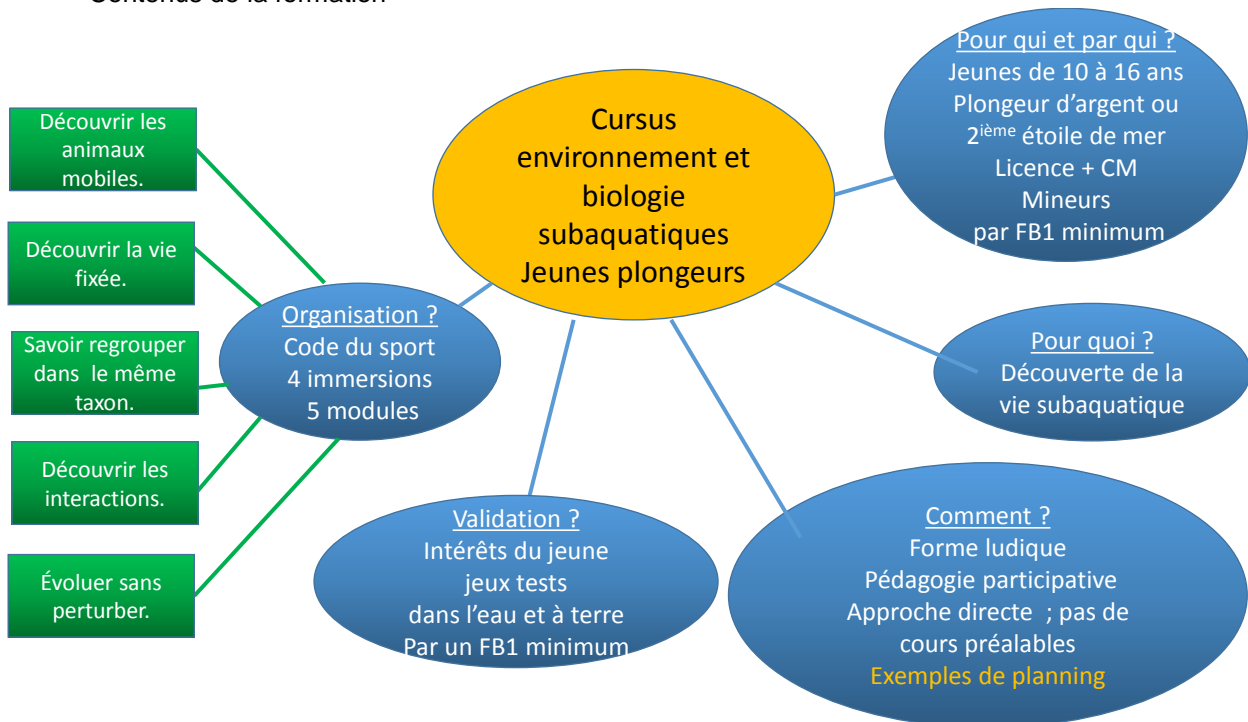 Contenus de la formation
Cursus
environnement et
biologie
subaquatiques
Jeunes plongeurs
Pour qui et par qui ?
Jeunes de 10 à 16 ans
Plongeur d’argent ou
2ième étoile de mer
Licence + CM
Mineurs
par FB1 minimum
Découvrir les
animaux
mobiles.
Découvrir la vie
fixée.
Savoir regrouper
dans le même
taxon.
Découvrir les
interactions.
Évoluer sans
perturber.
Organisation ?
Code du sport
4 immersions
5 modules
Pour quoi ?
Découverte de la
vie subaquatique
Validation ?
Intérêts du jeune
jeux tests
dans l’eau et à terre
Par un FB1 minimum
Comment ?
Forme ludique
Pédagogie participative
Approche directe ; pas de
cours préalables
Exemples de planning